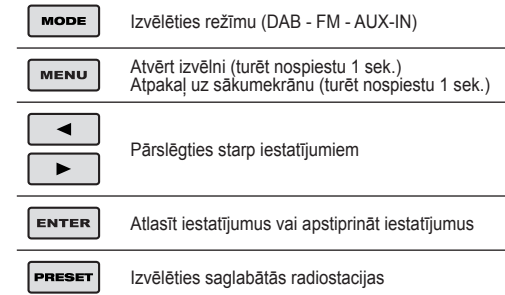 MODE Izvēlēties režīmu (DAB - FM - AUX-IN)
MENU Atvērt izvēlni (turēt nospiestu 1 sek.)
Atpakaļ uz sākumekrānu (turēt nospiestu 1 sek.)
Pārslēgties starp iestatījumiem
ENTER Atlasīt iestatījumus vai apstiprināt iestatījumus
PRESET Izvēlēties saglabātās radiostacijas